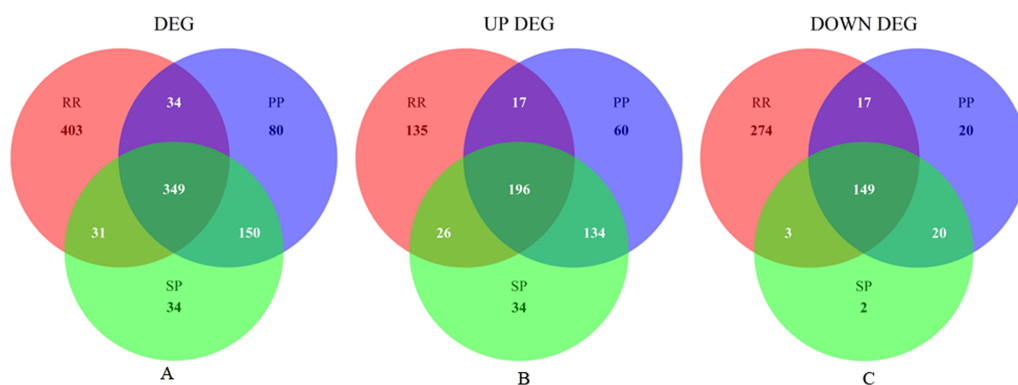 DEG
RR
403
34
PP
80
349
31
150
SP
34
A
UP DEG
RR
135
17
PP
60
196
26
134
SP
34
B
DOWN DEG
RR
274
17
PP
20
149
3
20
SP
2
C